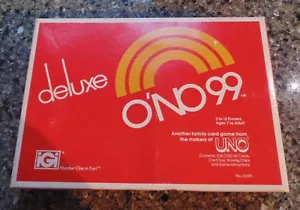 deluxe
O'NO 99
2 to 8 Players
Ages 7 to Adult
Another family card game from
the makers of
UNO
iGi
Number One in Fun!